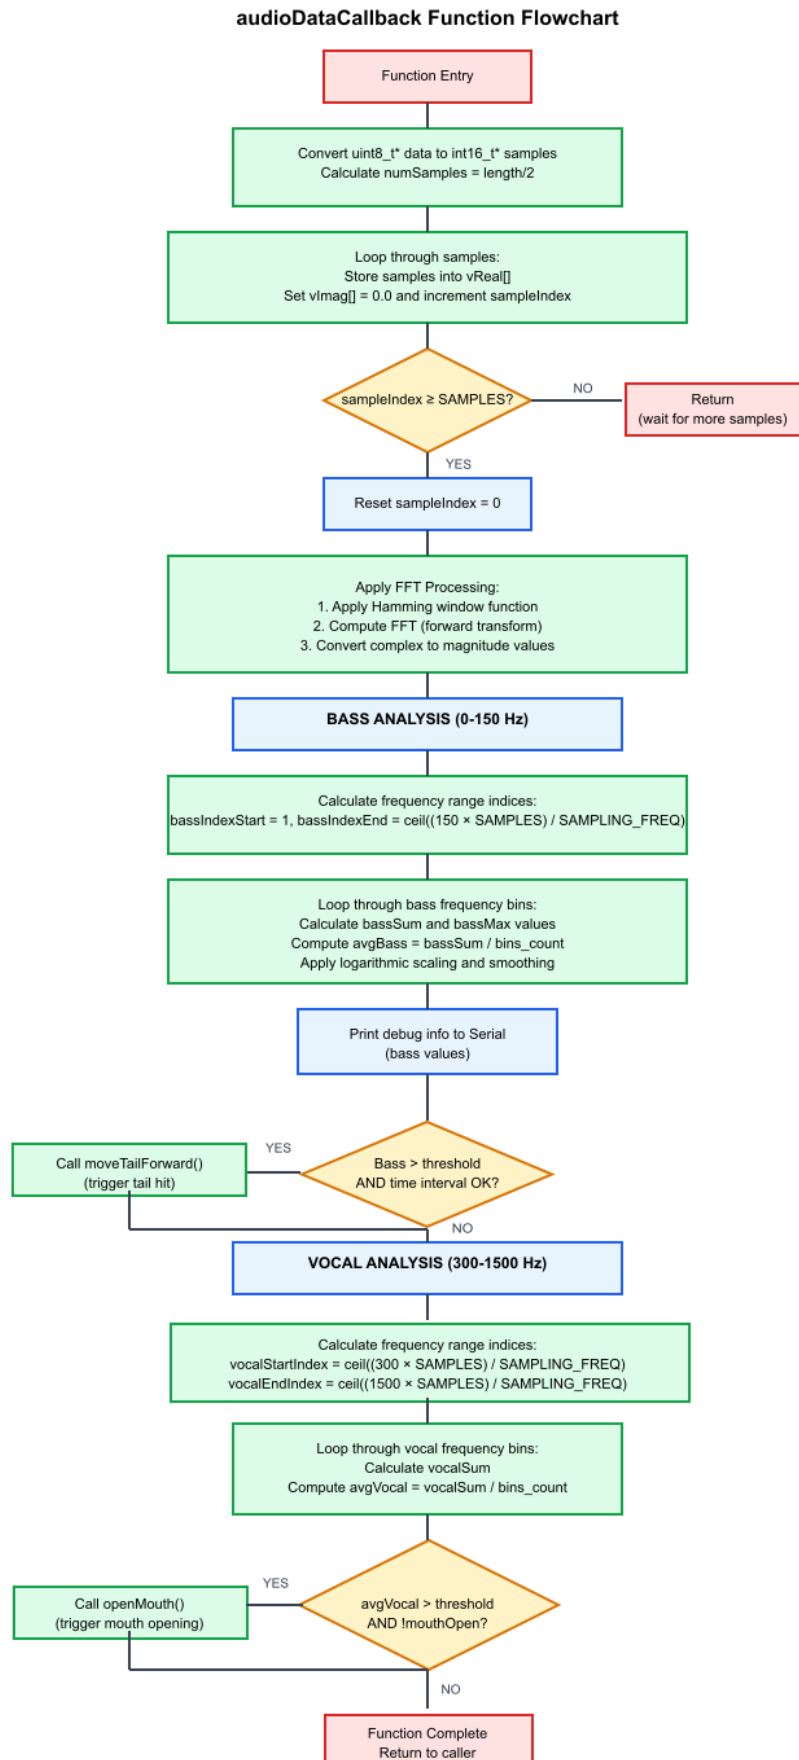 audioDataCallback Function Flowchart
Function Entry
Convert uint8_t* data to int16_t* samples
Calculate numSamples = length/2
Loop through samples:
Store samples into vReal[]
Set vImag[] = 0.0 and increment sampleIndex
sampleIndex ≥ SAMPLES?
NO
Return
(wait for more samples)
YES
Reset sampleIndex = 0
Apply FFT Processing:
1. Apply Hamming window function
2. Compute FFT (forward transform)
3. Convert complex to magnitude values
BASS ANALYSIS (0-150 Hz)
Calculate frequency range indices:
bassIndexStart = 1, bassIndexEnd = ceil((150 × SAMPLES) / SAMPLING_FREQ)
Loop through bass frequency bins:
Calculate bassSum and bassMax values
Compute avgBass = bassSum / bins_count
Apply logarithmic scaling and smoothing
Print debug info to Serial
(bass values)
YES
Call moveTailForward()
(trigger tail hit)
Bass > threshold
AND time interval OK?
NO
VOCAL ANALYSIS (300-1500 Hz)
Calculate frequency range indices:
vocalStartIndex = ceil((300 × SAMPLES) / SAMPLING_FREQ)
vocalEndIndex = ceil((1500 × SAMPLES) / SAMPLING_FREQ)
Loop through vocal frequency bins:
Calculate vocalSum
Compute avgVocal = vocalSum / bins_count
YES
Call openMouth()
(trigger mouth opening)
avgVocal > threshold
AND !mouthOpen?
NO
Function Complete
Return to caller